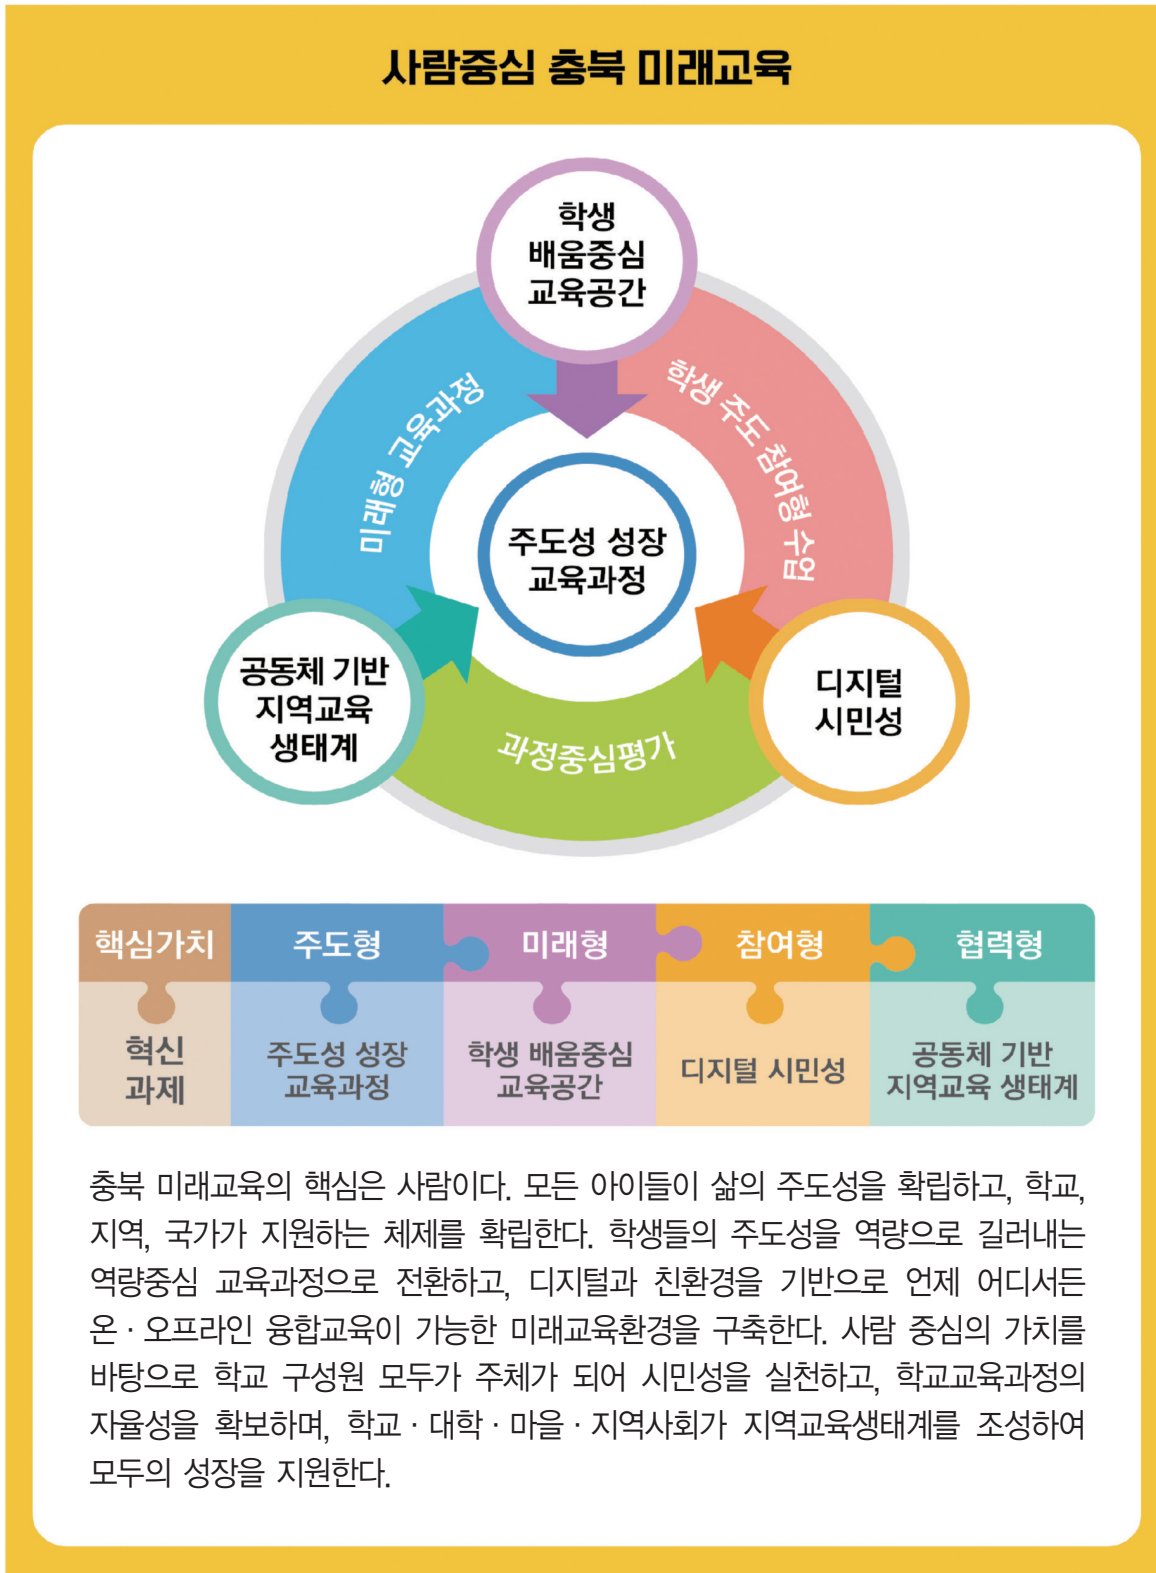 사람중심 충북 미래교육
학생
배움중심
교육공간
미래형 교육과정
학생 주도 참여형 수업
주도성 성장
교육과정
공동체 기반
지역교육
생태계
디지털
시민성
과정중심평가
핵심가치 주도형 미래형 참여형 협력형
혁신
과제
주도성 성장
교육과정
학생 배움중심
교육공간
디지털 시민성
공동체 기반
지역교육 생태계
충북 미래교육의 핵심은 사람이다. 모든 아이들이 삶의 주도성을 확립하고, 학교,
지역, 국가가 지원하는 체제를 확립한다. 학생들의 주도성을 역량으로 길러내는
역량중심 교육과정으로 전환하고, 디지털과 친환경을 기반으로 언제 어디서든
온·오프라인 융합교육이 가능한 미래교육환경을 구축한다. 사람 중심의 가치를
바탕으로 학교 구성원 모두가 주체가 되어 시민성을 실천하고, 학교교육과정의
자율성을 확보하며, 학교·대학·마을·지역사회가 지역교육생태계를 조성하여
모두의 성장을 지원한다.